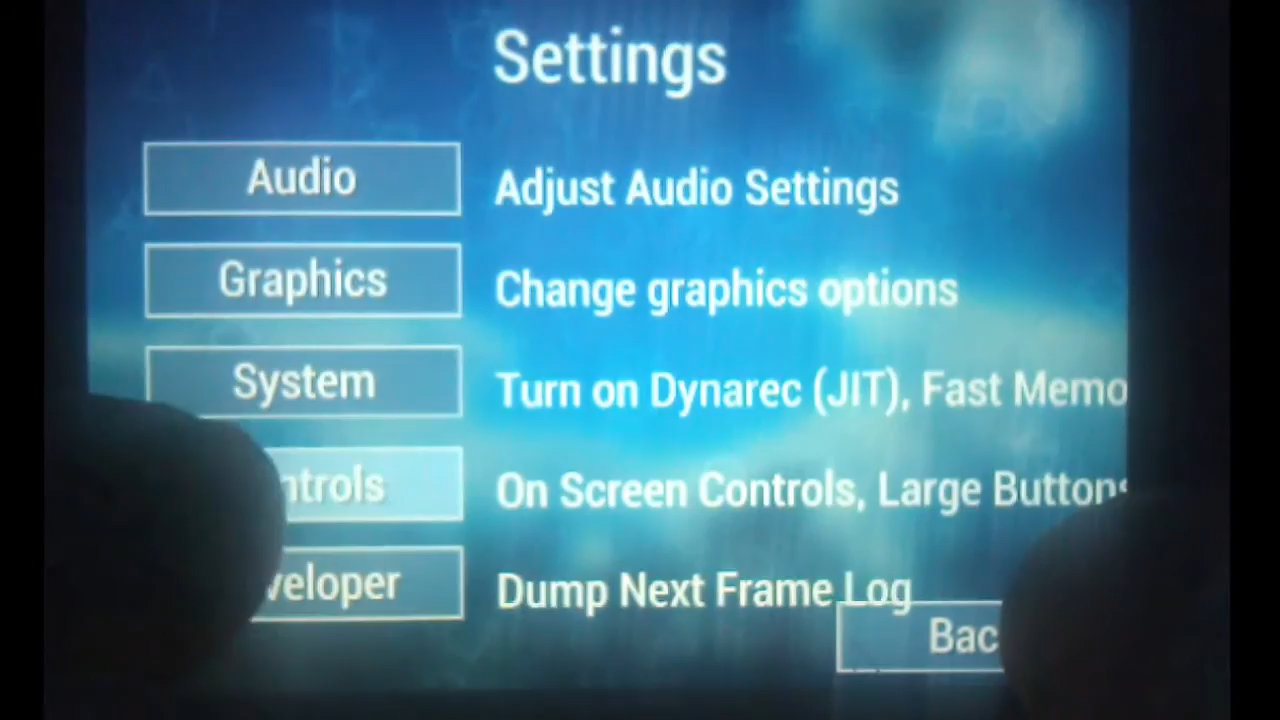 Settings
Audio
Adjust Audio Settings
Graphics
Change graphics options
System
Turn on Dynarec (JIT), Fast Memo
ntrols
On Screen Controls, Large Buttons
veloper
Dump Next Frame Log
Bac